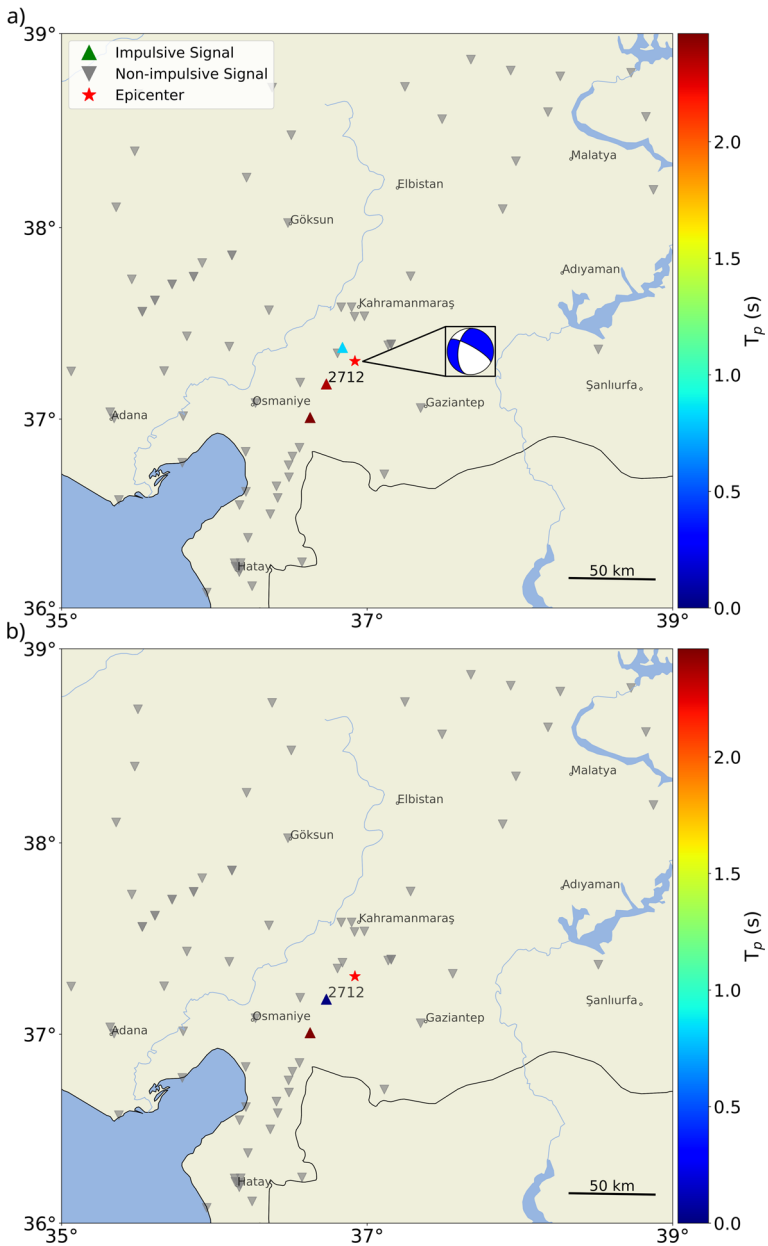 a)
39°
Impulsive Signal
Non-impulsive Signal
Epicenter
Malatya
Elbistan
38°
Göksun
Adıyaman
Kahramanmaraş
2712
Şanlıurfa
Osmaniye
Gaziantep
37°
Adana
Hatay
50 km
36°
35°
37°
39°
2.0
1.5
1.0
0.5
0.0
Tp (s)
b)
39°
Malatya
Elbistan
38°
Göksun
Adıyaman
Kahramanmaraş
2712
Şanlıurfa
Osmaniye
Gaziantep
37°
Adana
Hatay
50 km
36°
35°
37°
39°
2.0
1.5
1.0
0.5
0.0
Tp (s)